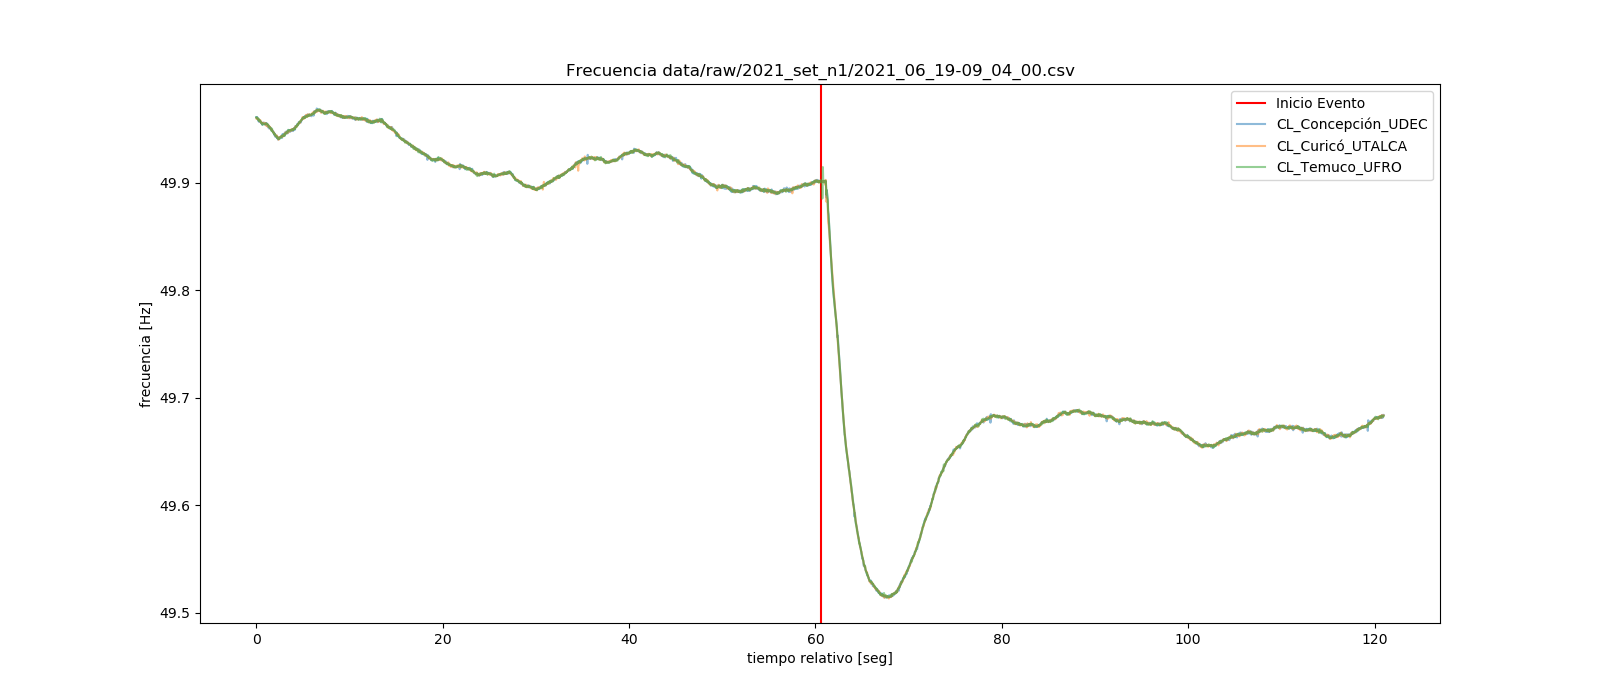 Frecuencia data/raw/2021_set_n1/2021_06_19-09_04_00.csv
Inicio Evento
CL_Concepción_UDEC
CL_Curicó_UTALCA
CL_Temuco_UFRO
49.9
49.8
49.7
49.6
49.5
frecuencia [Hz]
0 20 40 60 80 100 120
tiempo relativo [seg]